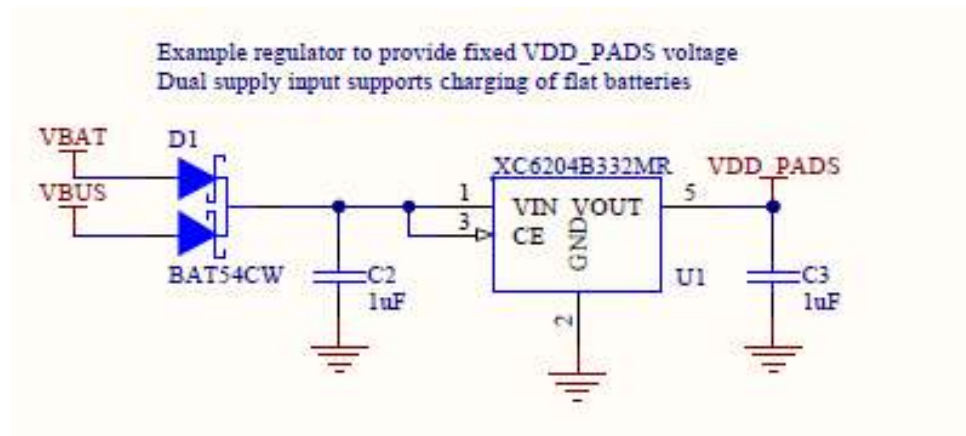 Example regulator to provide fixed VDD_PADS voltage
Dual supply input supports charging of flat batteries
VBAT
D1
VBUS
BAT54CW
C2
1uF
XC6204B332MR
1
VIN VOUT
5
3
CE
GND
2
U1
VDD_PADS
C3
1uF